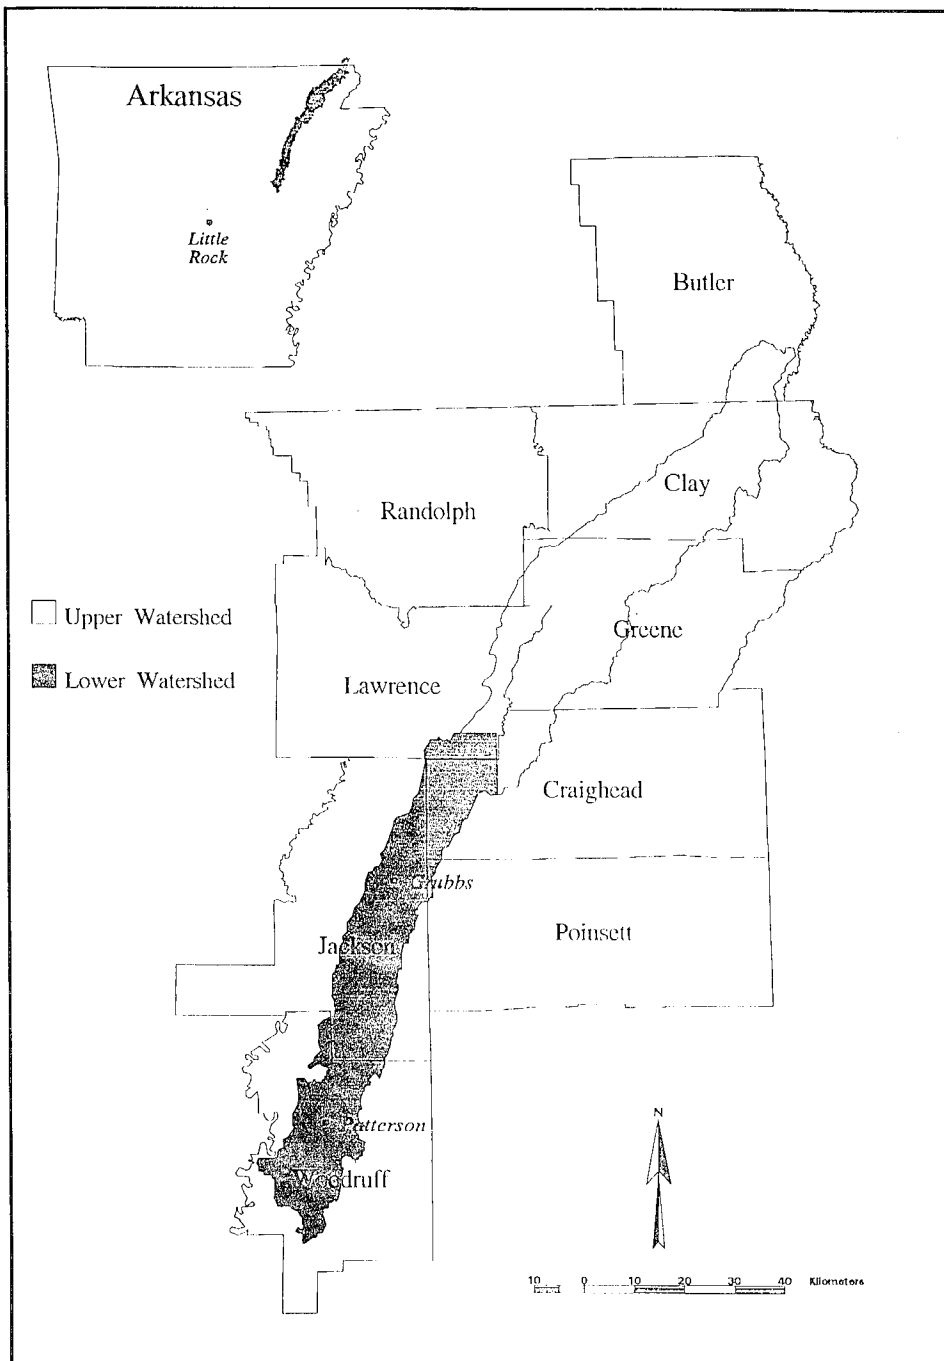 Arkansas
Little
Rock
Butler
Clay
Randolph
Upper Watershed
Greene
Lower Watershed
Lawrence
Craighead
Grubbs
Poinsett
Jackson
N
Patterson
Woodruff
10 0 10 20 30 40 Kilometers